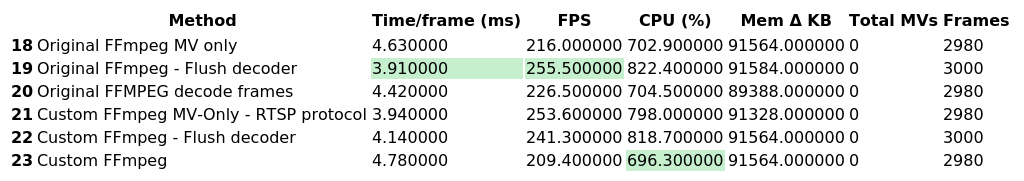 Method Time/frame (ms) FPS CPU (%) Mem Δ KB Total MVs Frames
18 Original FFmpeg MV only 4.630000 216.000000 702.900000 91564.000000 0 2980
19 Original FFmpeg - Flush decoder 3.910000 255.500000 822.400000 91584.000000 0 3000
20 Original FFMPEG decode frames 4.420000 226.500000 704.500000 89388.000000 0 2980
21 Custom FFmpeg MV-Only - RTSP protocol 3.940000 253.600000 798.000000 91328.000000 0 2980
22 Custom FFmpeg - Flush decoder 4.140000 241.300000 818.700000 91564.000000 0 3000
23 Custom FFmpeg 4.780000 209.400000 696.300000 91564.000000 0 2980